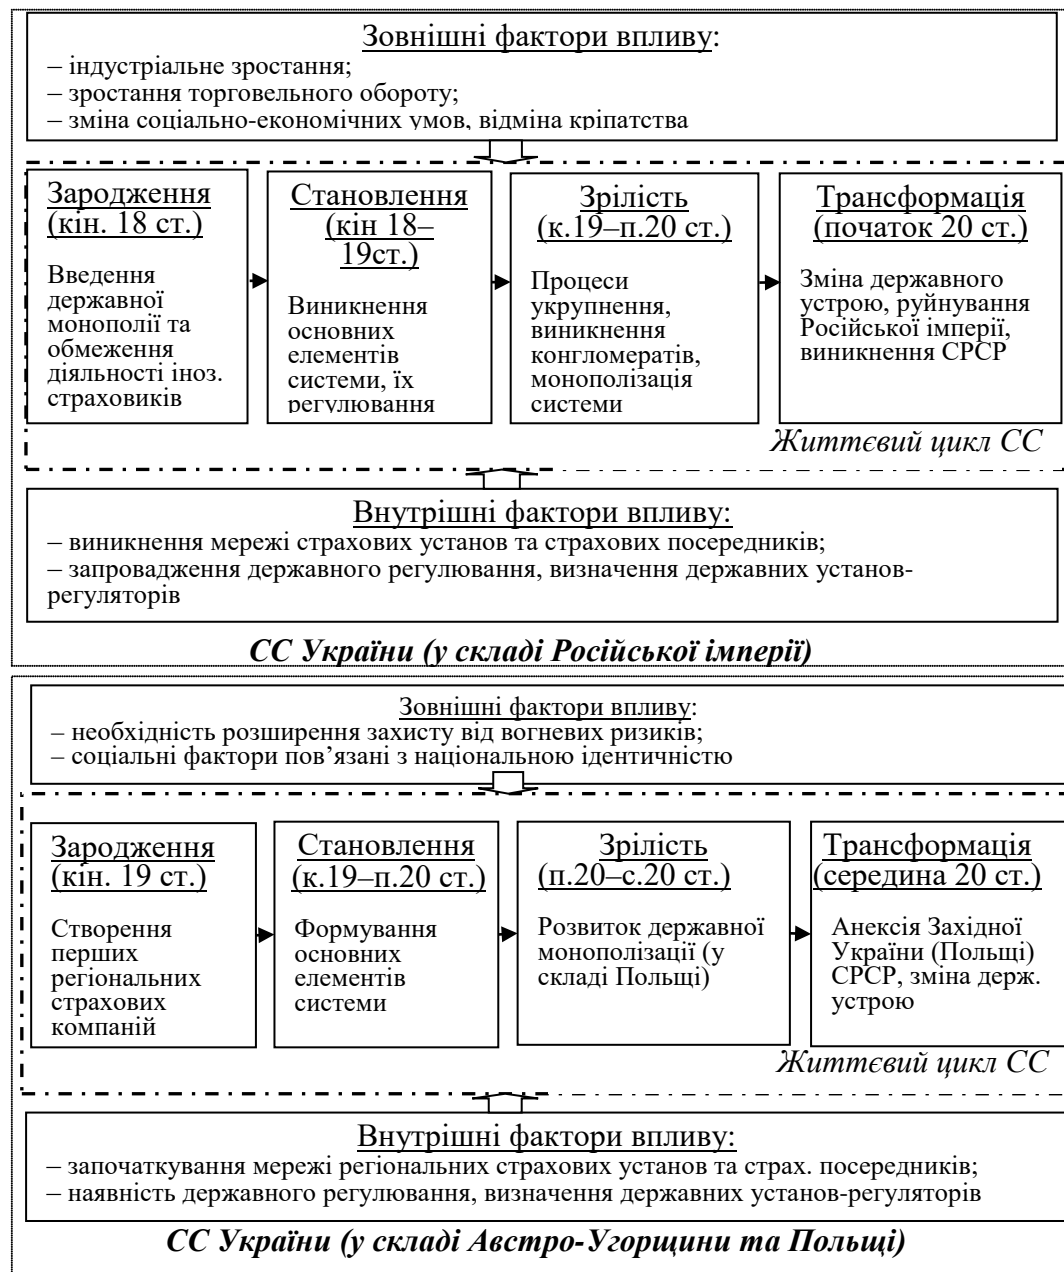 Зовнішні фактори впливу:
– індустріальне зростання;
– зростання торговельного обороту;
– зміна соціально-економічних умов, відміна кріпатства
Зародження
(кін. 18 ст.)
Введення
державної
монополії та
обмеження
діяльності іноз.
страховиків
Становлення
(кін 18–
19ст.)
Виникнення
основних
елементів
системи, їх
регулювання
Зрілість
(к.19–п.20 ст.)
Процеси
укрупнення,
виникнення
конгломератів,
монополізація
системи
Трансформація
(початок 20 ст.)
Зміна державного
устрою, руйнування
Російської імперії,
виникнення СРСР
Життєвий цикл СС
Внутрішні фактори впливу:
– виникнення мережі страхових установ та страхових посередників;
– запровадження державного регулювання, визначення державних установ-
регуляторів
СС України (у складі Російської імперії)
Зовнішні фактори впливу:
– необхідність розширення захисту від вогневих ризиків;
– соціальні фактори пов’язані з національною ідентичністю
Зародження
(кін. 19 ст.)
Створення
перших
регіональних
страхових
компаній
Становлення
(к.19–п.20 ст.)
Формування
основних
елементів
системи
Зрілість
(п.20–с.20 ст.)
Розвиток державної
монополізації (у
складі Польщі)
Трансформація
(середина 20 ст.)
Анексія Західної
України (Польщі)
СРСР, зміна держ.
устрою
Життєвий цикл СС
Внутрішні фактори впливу:
– започаткування мережі регіональних страхових установ та страх. посередників;
– наявність державного регулювання, визначення державних установ-регуляторів
СС України (у складі Австро-Угорщини та Польщі)